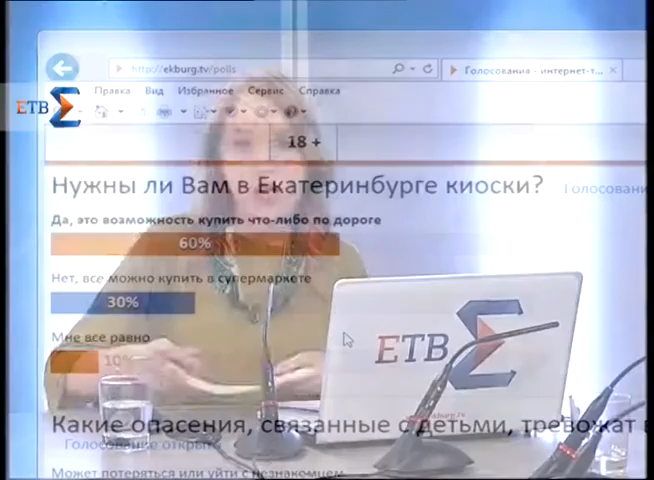 http://ekburg.tv/polls
Голосования - интернет-т...
Правка Вид Избранное Сервис Справка
ЕТВ
18 +
Нужны ли Вам в Екатеринбурге киоски?
Голосовани
Да, это возможность купить что-либо по дороге
60%
Нет, все можно купить в супермаркете
30%
Мне все равно
10%
ЕТВ
Какие опасения, связанные с детьми, тревожат в
Голосование открыто
Может потеряться или уйти с незнакомцем